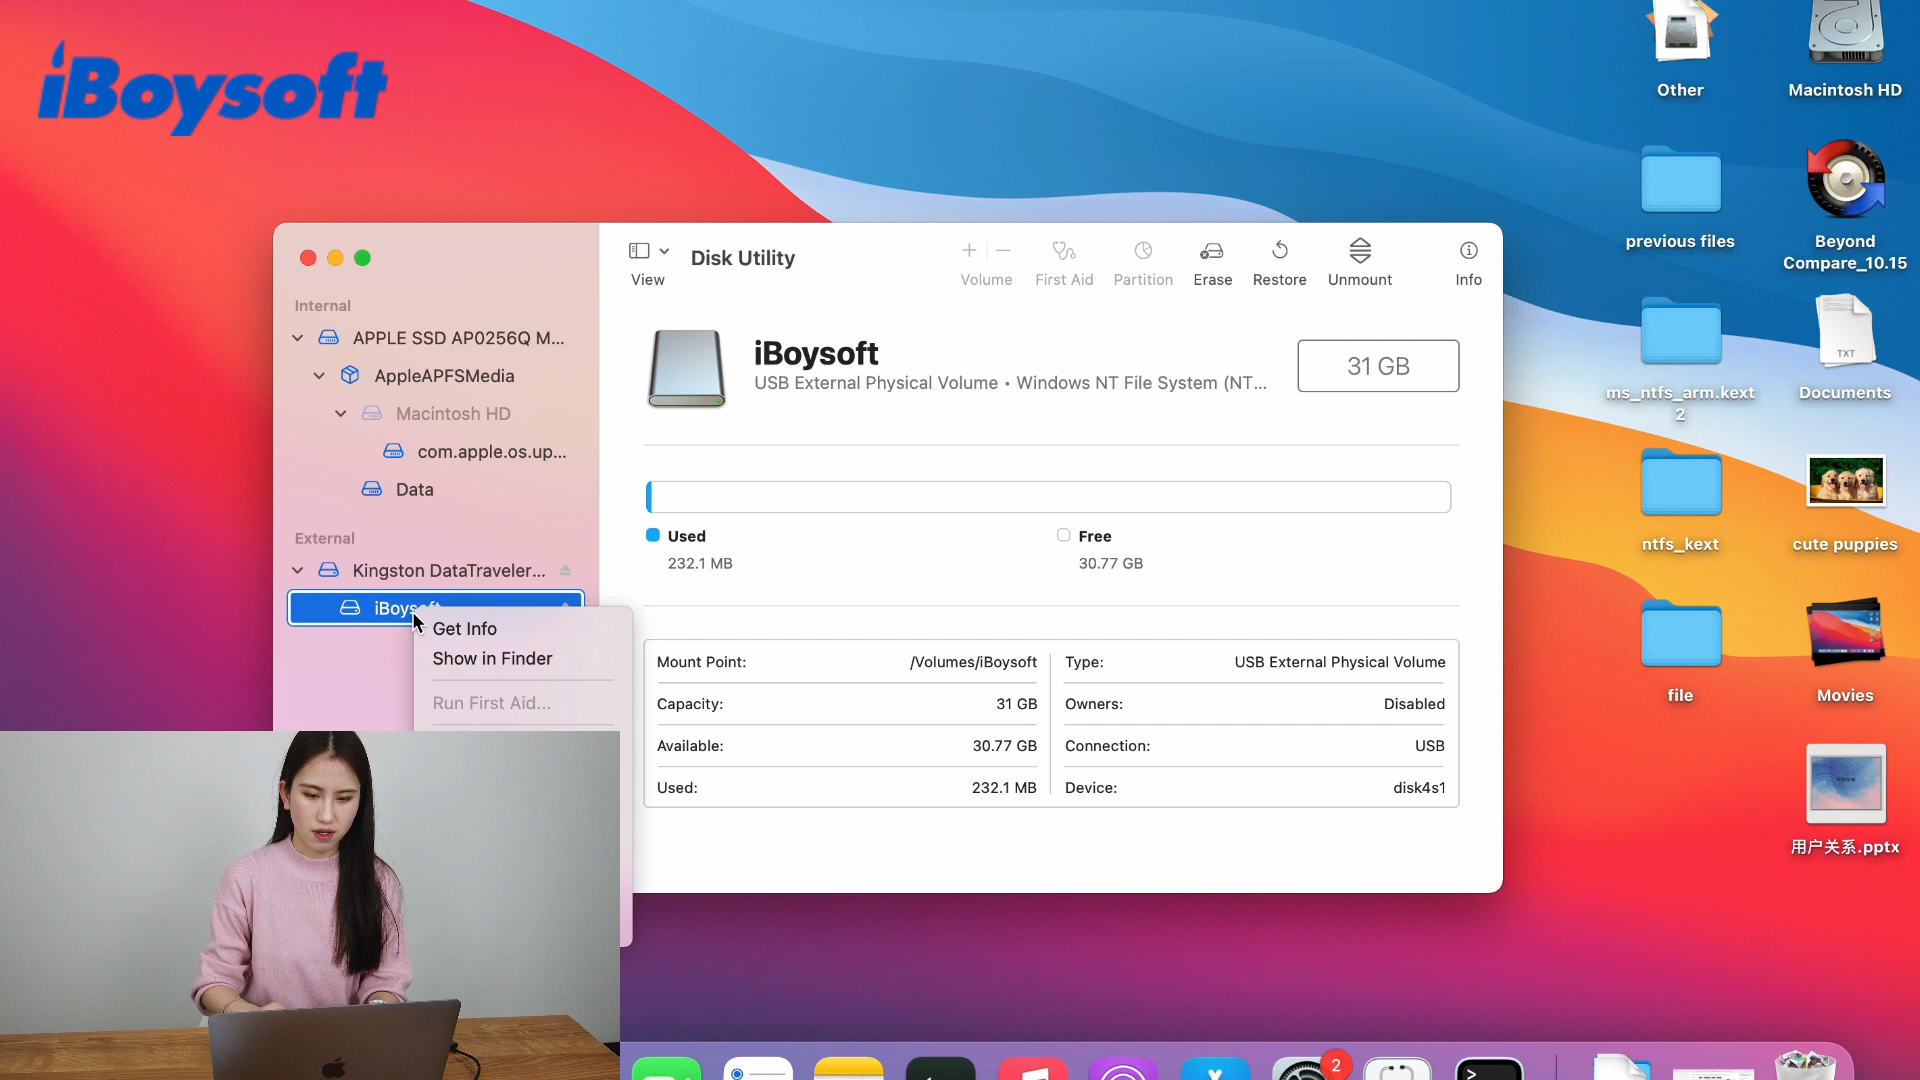 iBoysoft
Other
Macintosh HD
previous files
Beyond
Compare_10.15
ms_ntfs_arm.kext
2
TXT
Documents
ntfs_kext
cute puppies
file
Movies
用户关系.pptx
View
Disk Utility
Volume
First Aid
Partition
Erase
Restore
Unmount
Info
Internal
APPLE SSD AP0256Q M...
AppleAPFSMedia
Macintosh HD
com.apple.os.up...
Data
External
Kingston DataTraveler...
iBoysoft
Get Info
Show in Finder
Run First Aid...
iBoysoft
USB External Physical Volume • Windows NT File System (NT...
31 GB
Used
232.1 MB
Free
30.77 GB
Mount Point: /Volumes/iBoysoft
Type: USB External Physical Volume
Capacity: 31 GB
Owners: Disabled
Available: 30.77 GB
Connection: USB
Used: 232.1 MB
Device: disk4s1
2